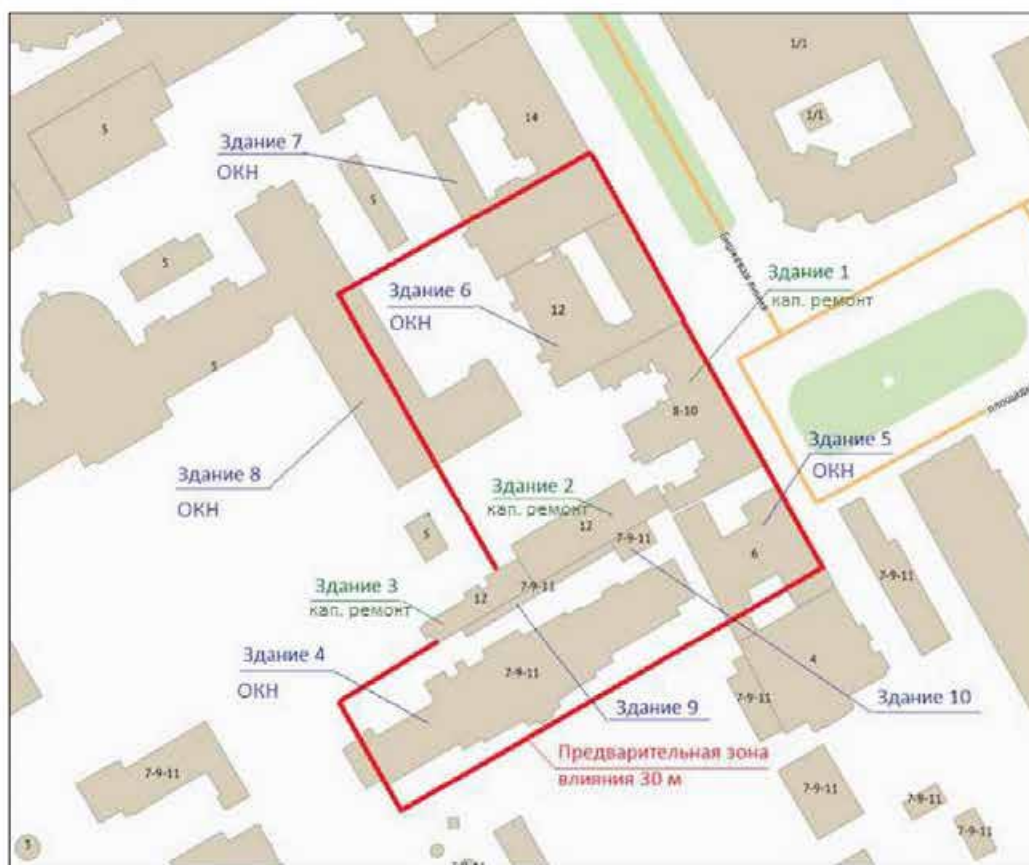 1/1
5
1/1
14
Здание 7
ОКН
5
5
Биржевая линия
Здание 1
кап. ремонт
Здание 6
ОКН
12
5
площадь
8-10
Здание 5
ОКН
Здание 8
ОКН
Здание 2
кап. ремонт
12
5
7-9-11
6
7-9-11
Здание 3
кап. ремонт
12
7-9-11
Здание 4
ОКН
7-9-11
4
7-9-11
Здание 9
Здание 10
Предварительная зона
влияния 30 м
7-9-11
7-9-11
7-9-11
7-9-11
3